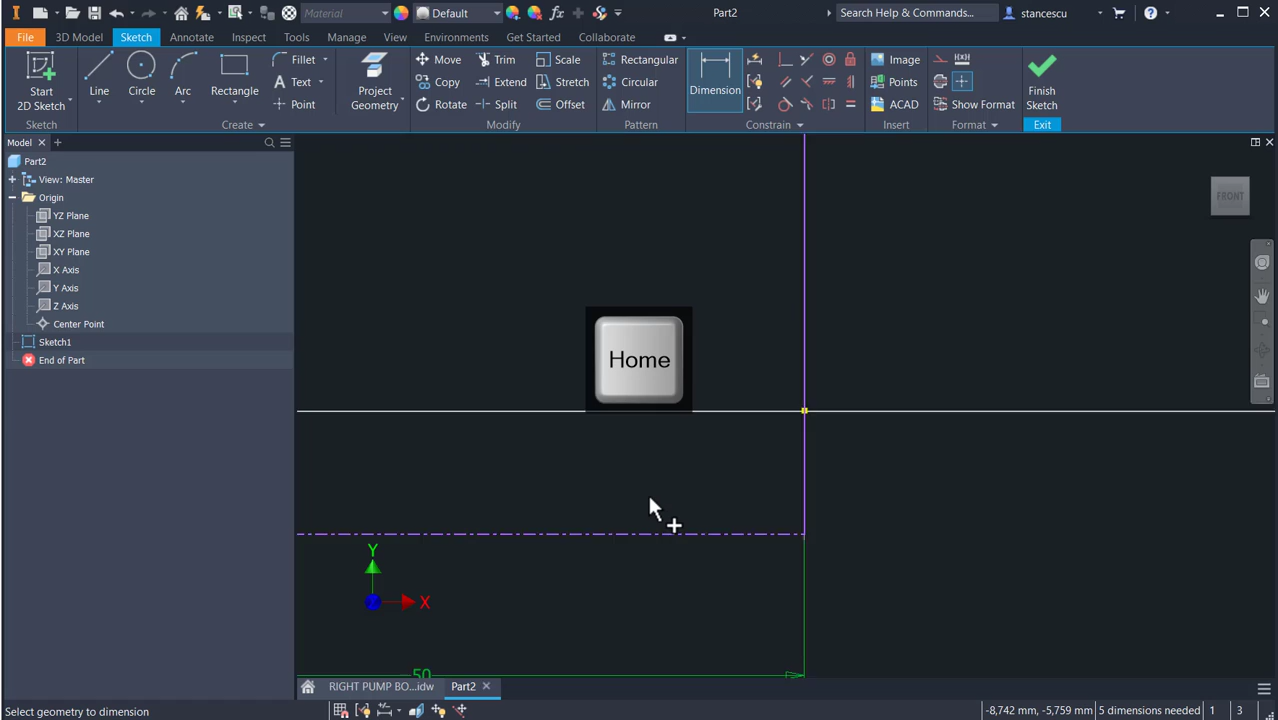 Material
Default
Part2
Search Help & Commands...
stancescu
File
3D Model
Sketch
Annotate
Inspect
Tools
Manage
View
Environments
Get Started
Collaborate
Start
2D Sketch
Line
Circle
Arc
Rectangle
Fillet
Text
Point
Project
Geometry
Move
Copy
Rotate
Trim
Extend
Split
Scale
Stretch
Offset
Rectangular
Circular
Mirror
Dimension
Image
Points
ACAD
Show Format
Finish
Sketch
Sketch
Create
Modify
Pattern
Constrain
Insert
Format
Exit
Model
Part2
View: Master
Origin
YZ Plane
XZ Plane
XY Plane
X Axis
Y Axis
Z Axis
Center Point
Sketch1
End of Part
FRONT
Home
Y
X
50
RIGHT PUMP BO...idw
Part2
Select geometry to dimension
-8,742 mm, -5,759 mm
5 dimensions needed
1
3